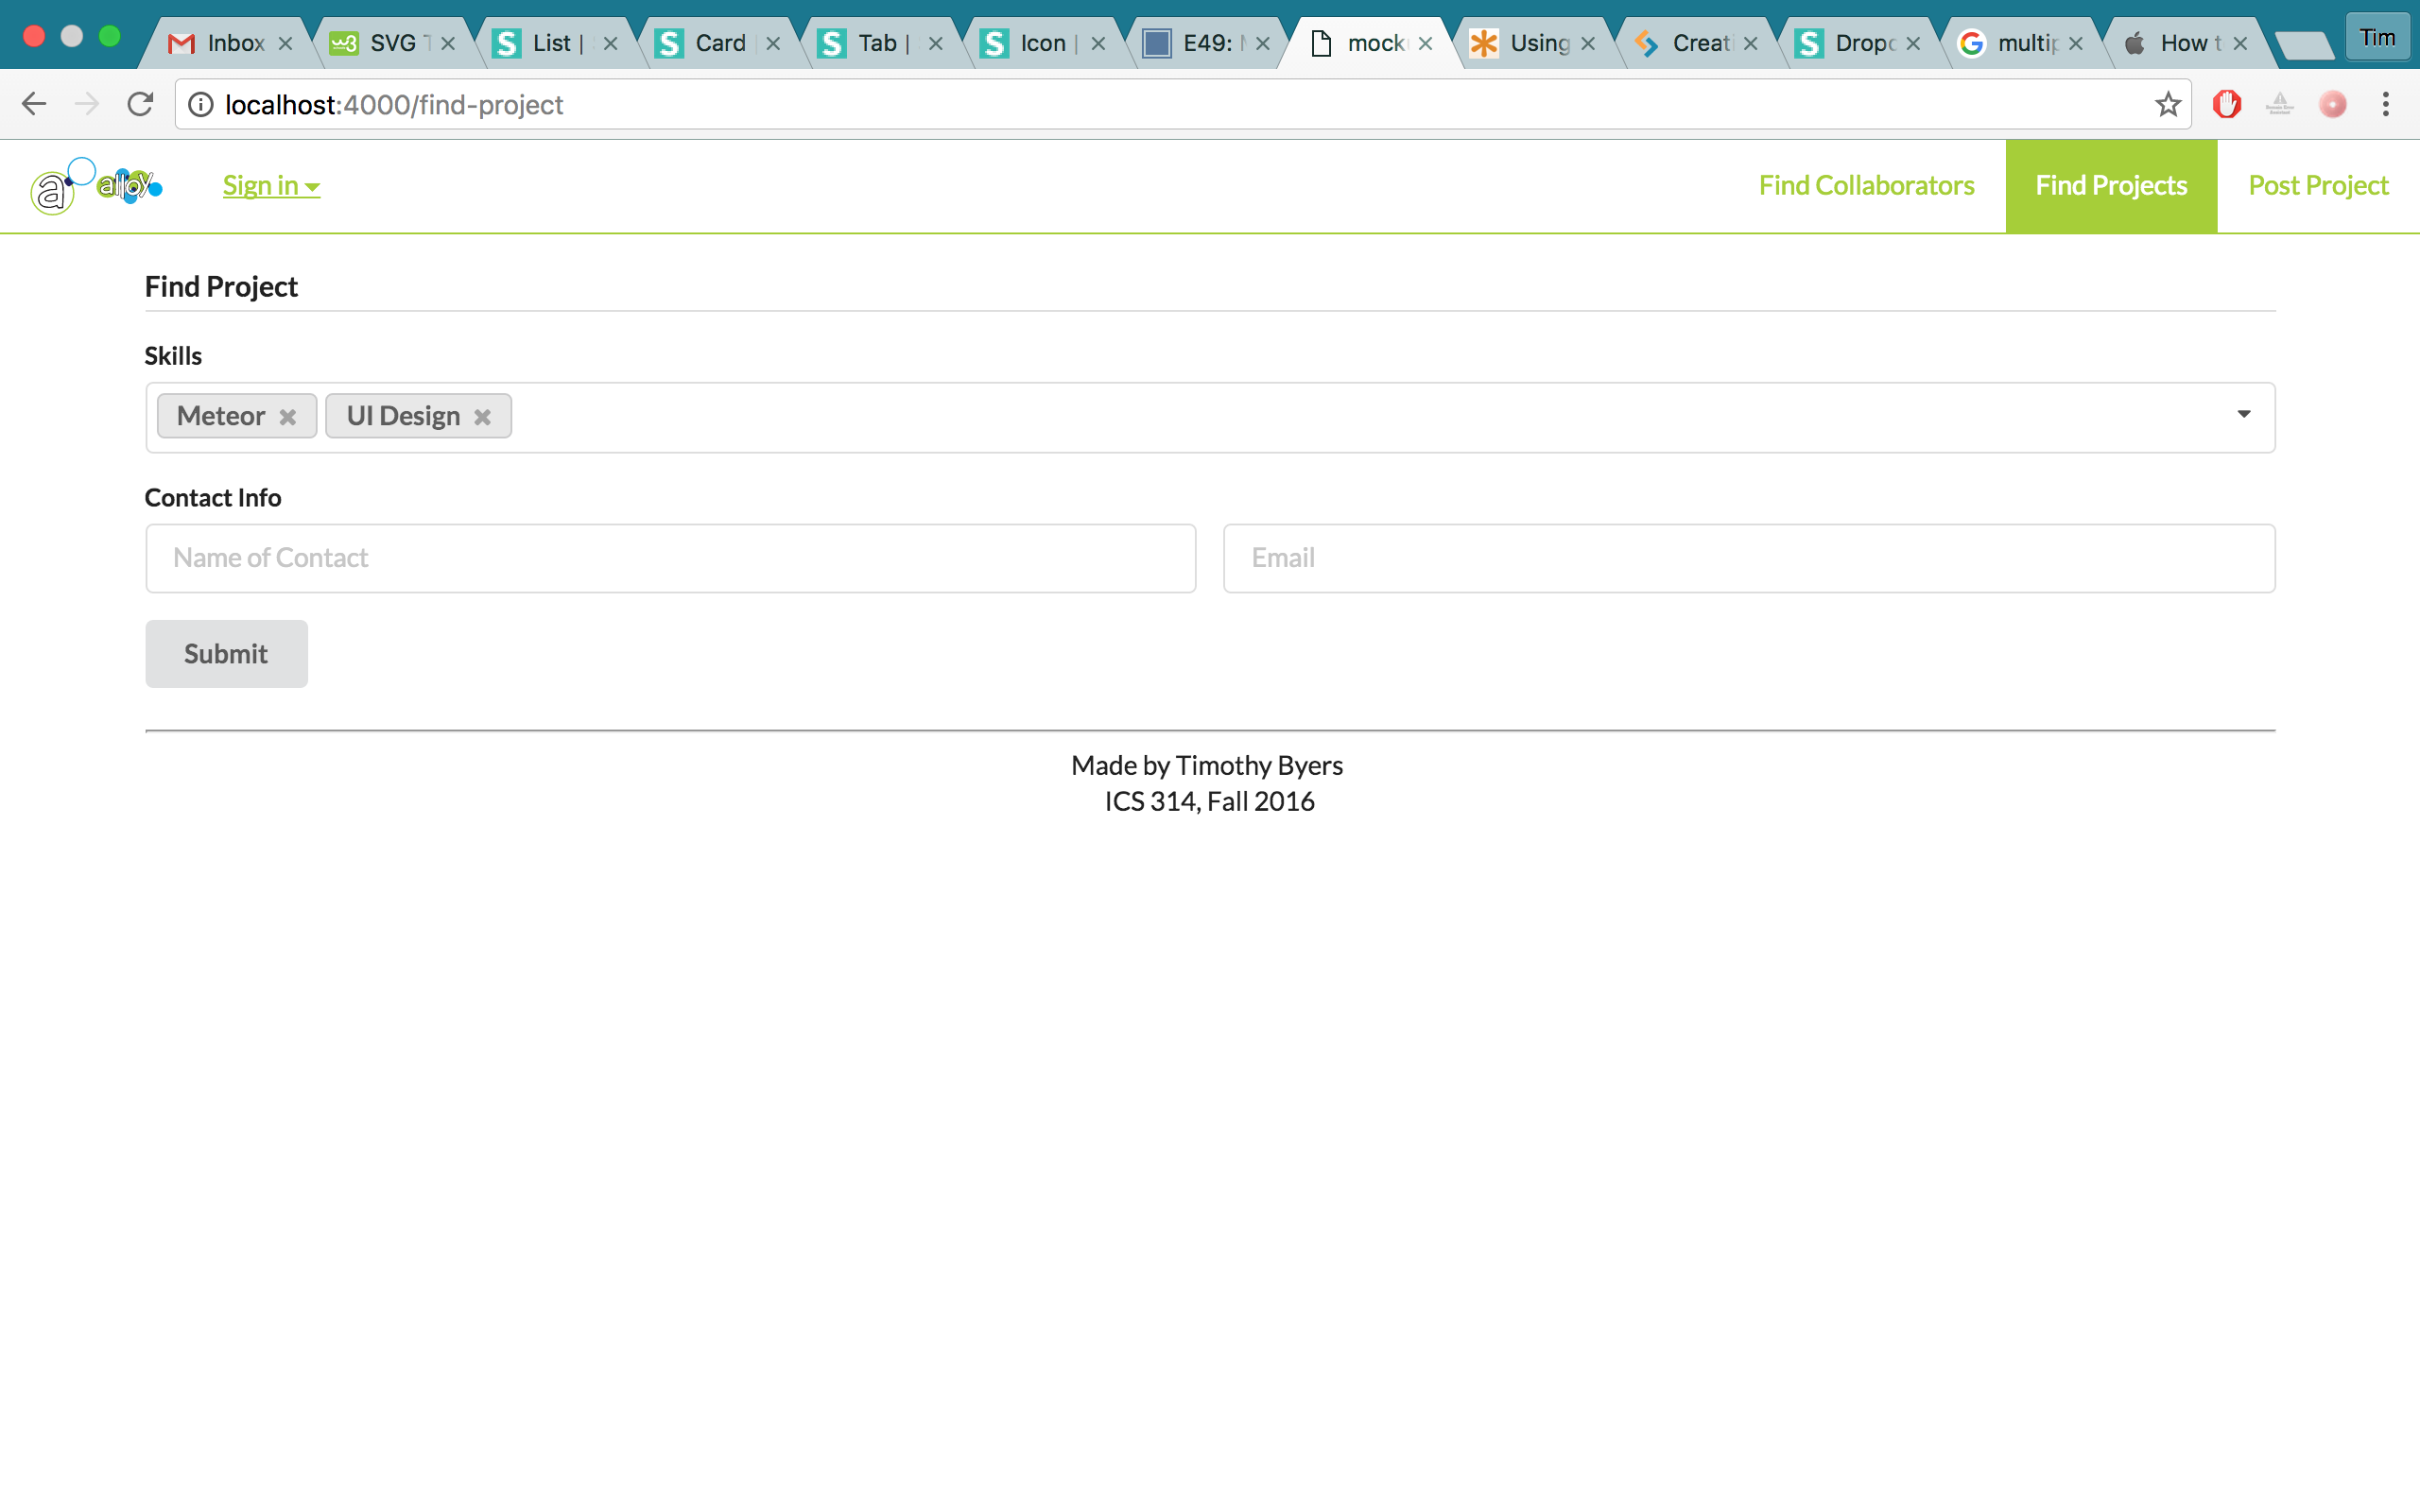 Inbox SVG T List | Card Tab | Icon | E49: mock Using Creat Dropd multip How t Tim
localhost:4000/find-project
a alloy Sign in Find Collaborators Find Projects Post Project
Find Project
Skills
Meteor UI Design
Contact Info
Name of Contact Email
Submit
Made by Timothy Byers
ICS 314, Fall 2016